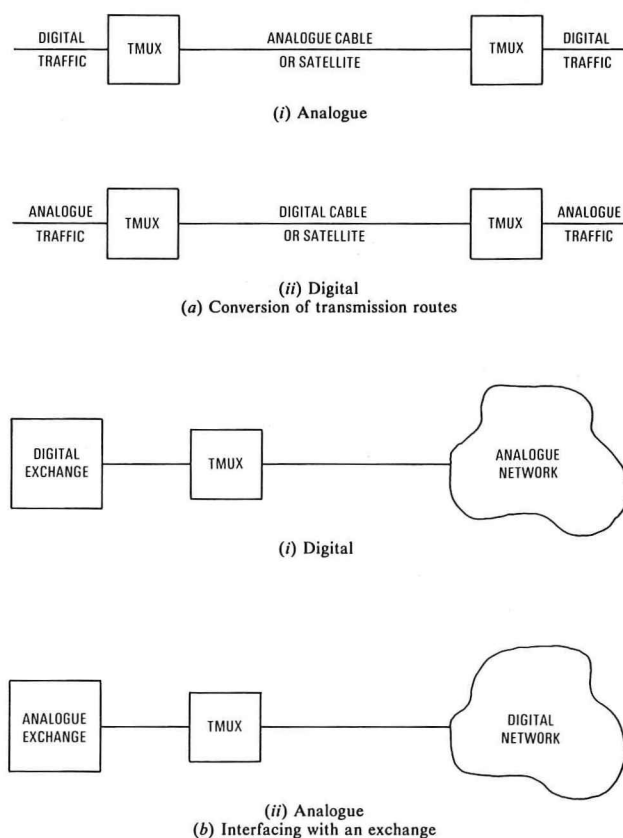 DIGITAL
TRAFFIC
TMUX
ANALOGUE CABLE
OR SATELLITE
TMUX
DIGITAL
TRAFFIC
(i) Analogue
ANALOGUE
TRAFFIC
TMUX
DIGITAL CABLE
OR SATELLITE
TMUX
ANALOGUE
TRAFFIC
(ii) Digital
(a) Conversion of transmission routes
DIGITAL
EXCHANGE
TMUX
ANALOGUE
NETWORK
(i) Digital
ANALOGUE
EXCHANGE
TMUX
DIGITAL
NETWORK
(ii) Analogue
(b) Interfacing with an exchange